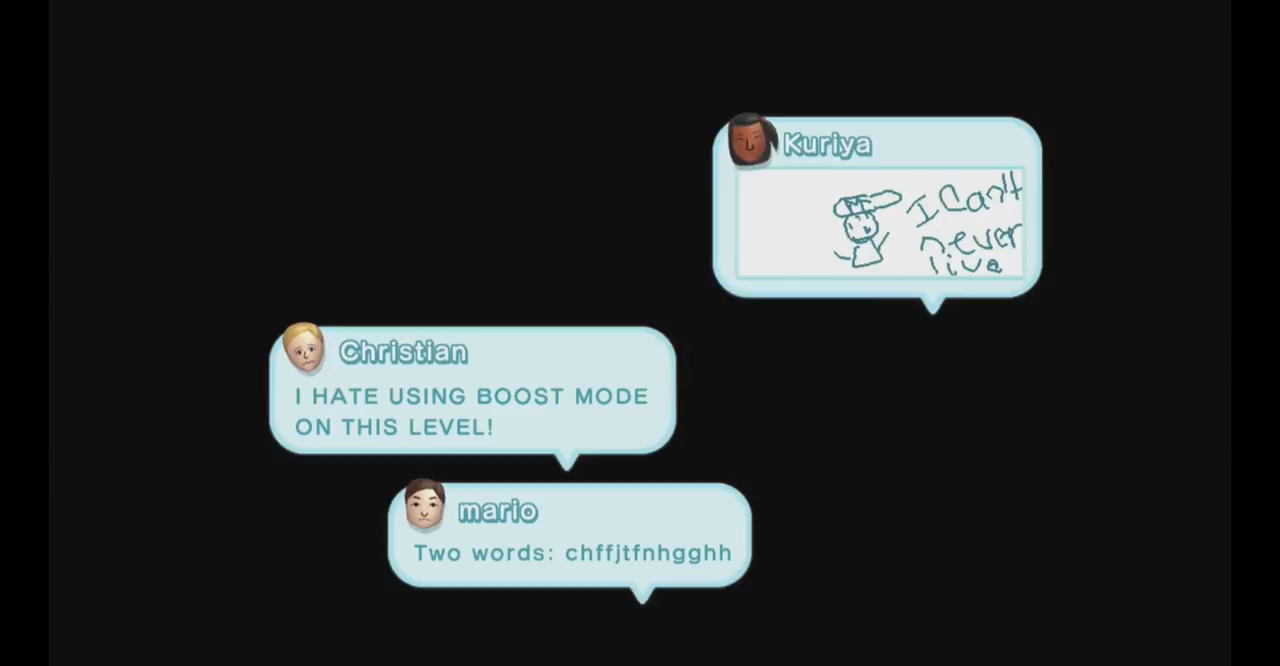 Kuriya
M
I Can't
never
live
Christian
I HATE USING BOOST MODE
ON THIS LEVEL!
mario
Two words: chffjtfnhgghh